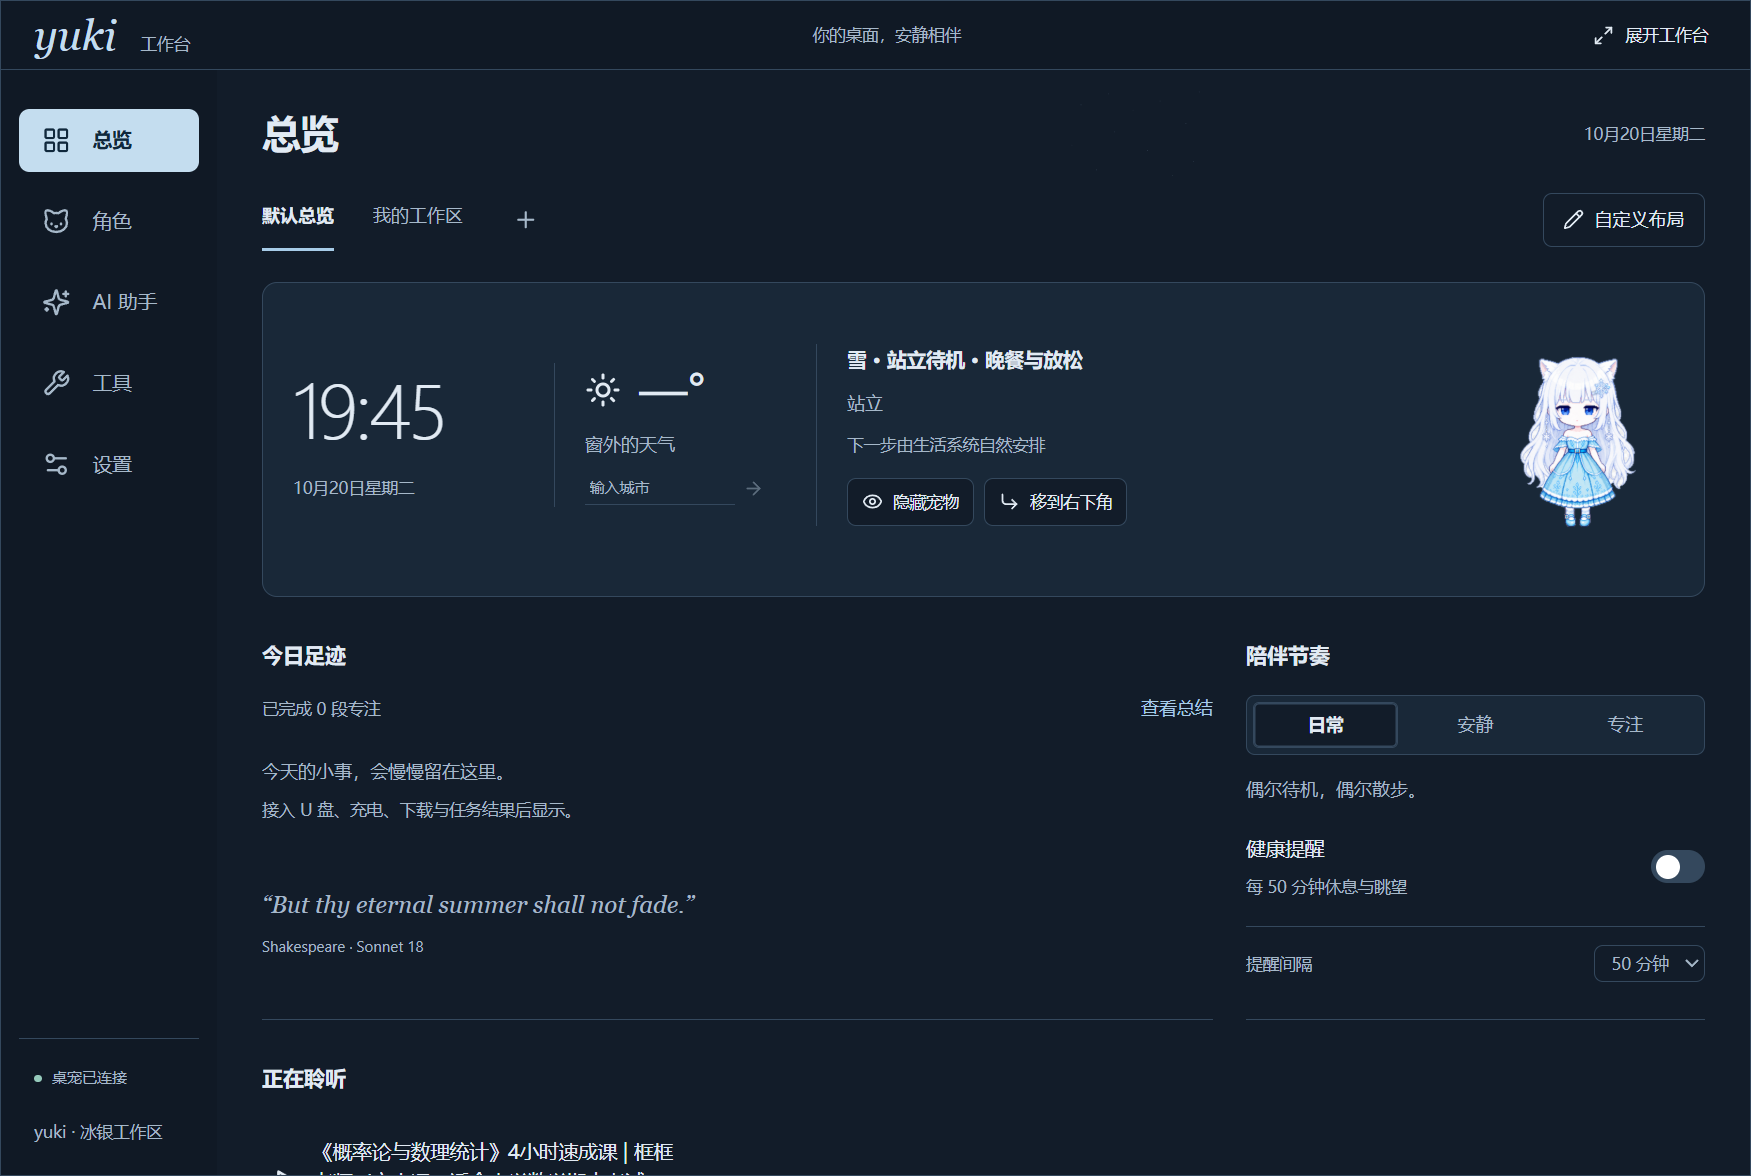 yuki 工作台
你的桌面，安静相伴
展开工作台
总览
角色
AI 助手
工具
设置
桌宠已连接
yuki · 冰银工作区
总览
10月20日星期二
默认总览
我的工作区
自定义布局
19:45
10月20日星期二
—°
窗外的天气
输入城市
雪 · 站立待机 · 晚餐与放松
站立
下一步由生活系统自然安排
隐藏宠物
移到右下角
今日足迹
已完成 0 段专注
查看总结
今天的小事，会慢慢留在这里。
接入 U 盘、充电、下载与任务结果后显示。
“But thy eternal summer shall not fade.”
Shakespeare · Sonnet 18
陪伴节奏
日常
安静
专注
偶尔待机，偶尔散步。
健康提醒
每 50 分钟休息与眺望
提醒间隔
50 分钟
正在聆听
《概率论与数理统计》4小时速成课 | 框框